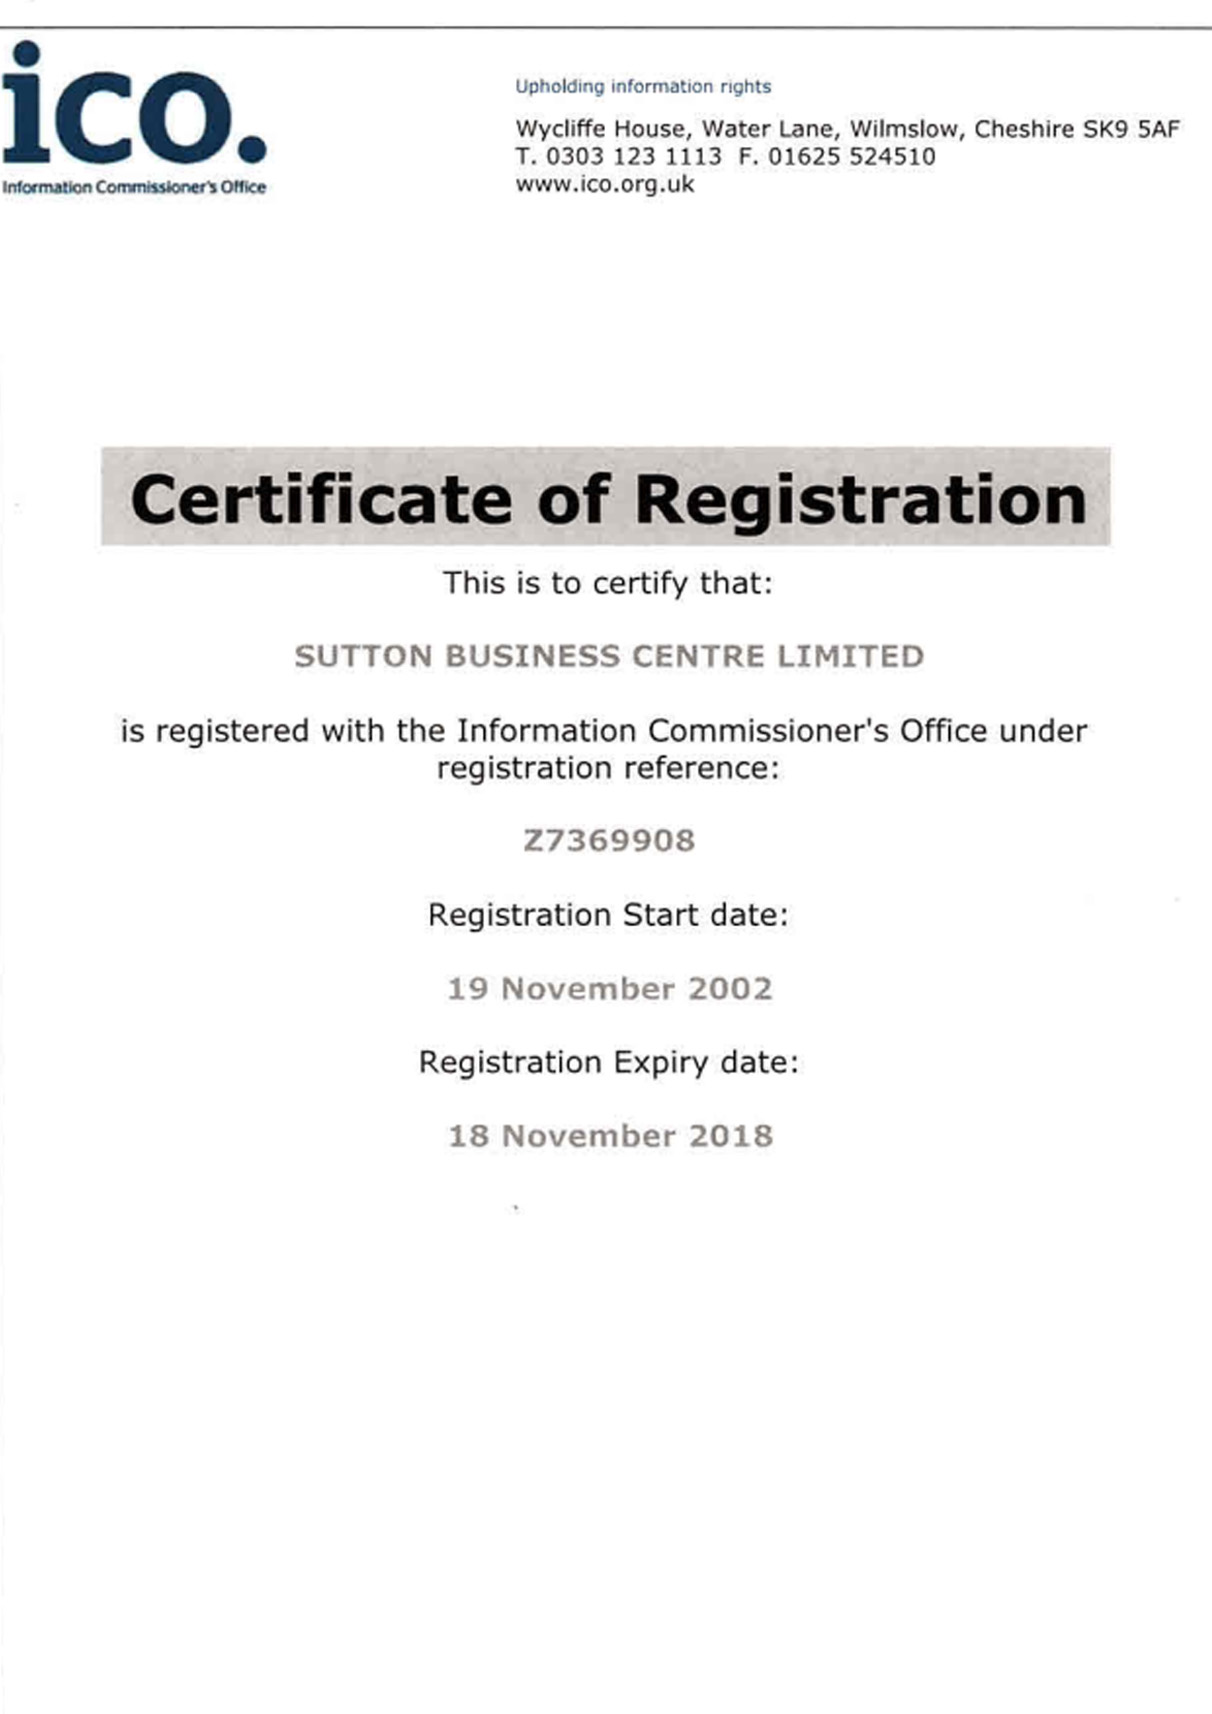 ico.
Information Commissioner's Office
Upholding information rights
Wycliffe House, Water Lane, Wilmslow, Cheshire SK9 5AF
T. 0303 123 1113 F. 01625 524510
www.ico.org.uk
Certificate of Registration
This is to certify that:
SUTTON BUSINESS CENTRE LIMITED
is registered with the Information Commissioner's Office under
registration reference:
Z7369908
Registration Start date:
19 November 2002
Registration Expiry date:
18 November 2018